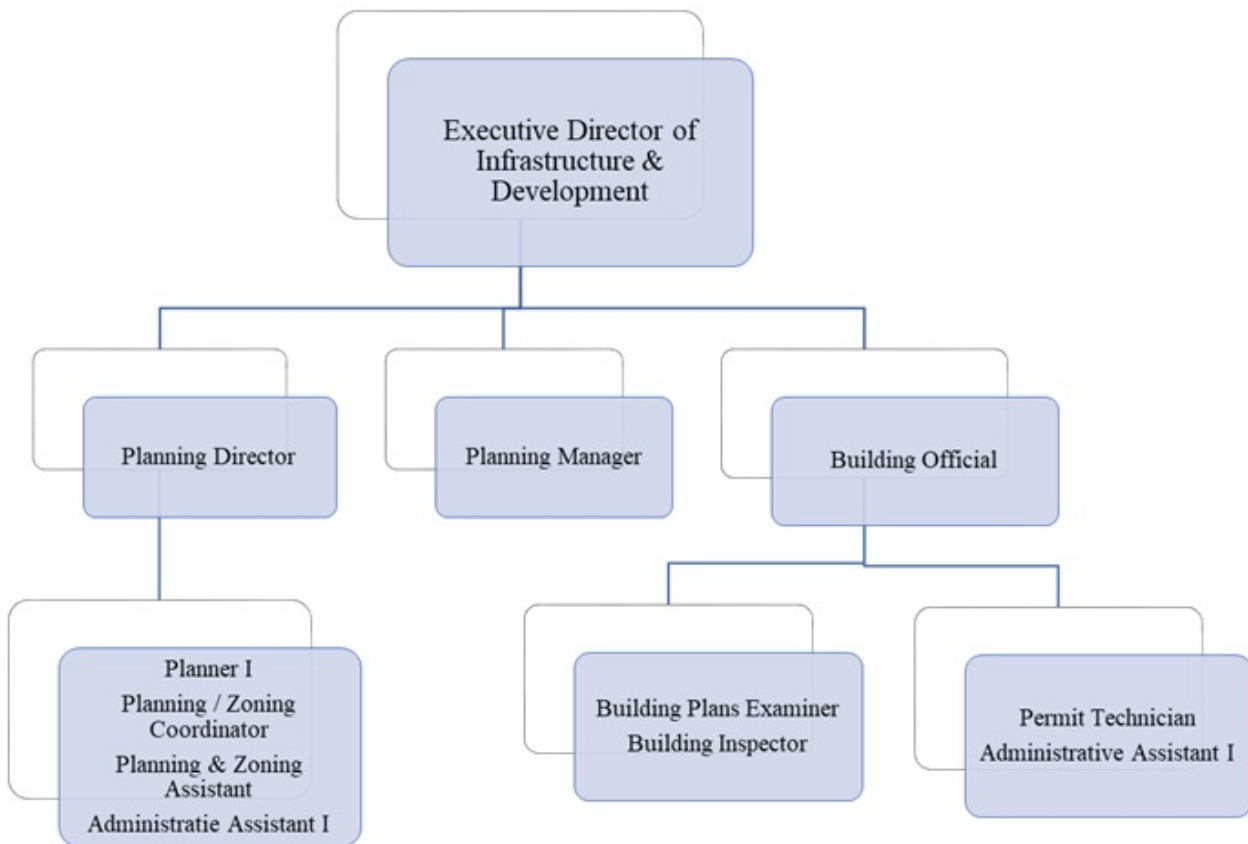 Executive Director of
Infrastructure &
Development
Planning Director
Planning Manager
Building Official
Planner I
Planning / Zoning
Coordinator
Planning & Zoning
Assistant
Administratie Assistant I
Building Plans Examiner
Building Inspector
Permit Technician
Administrative Assistant I